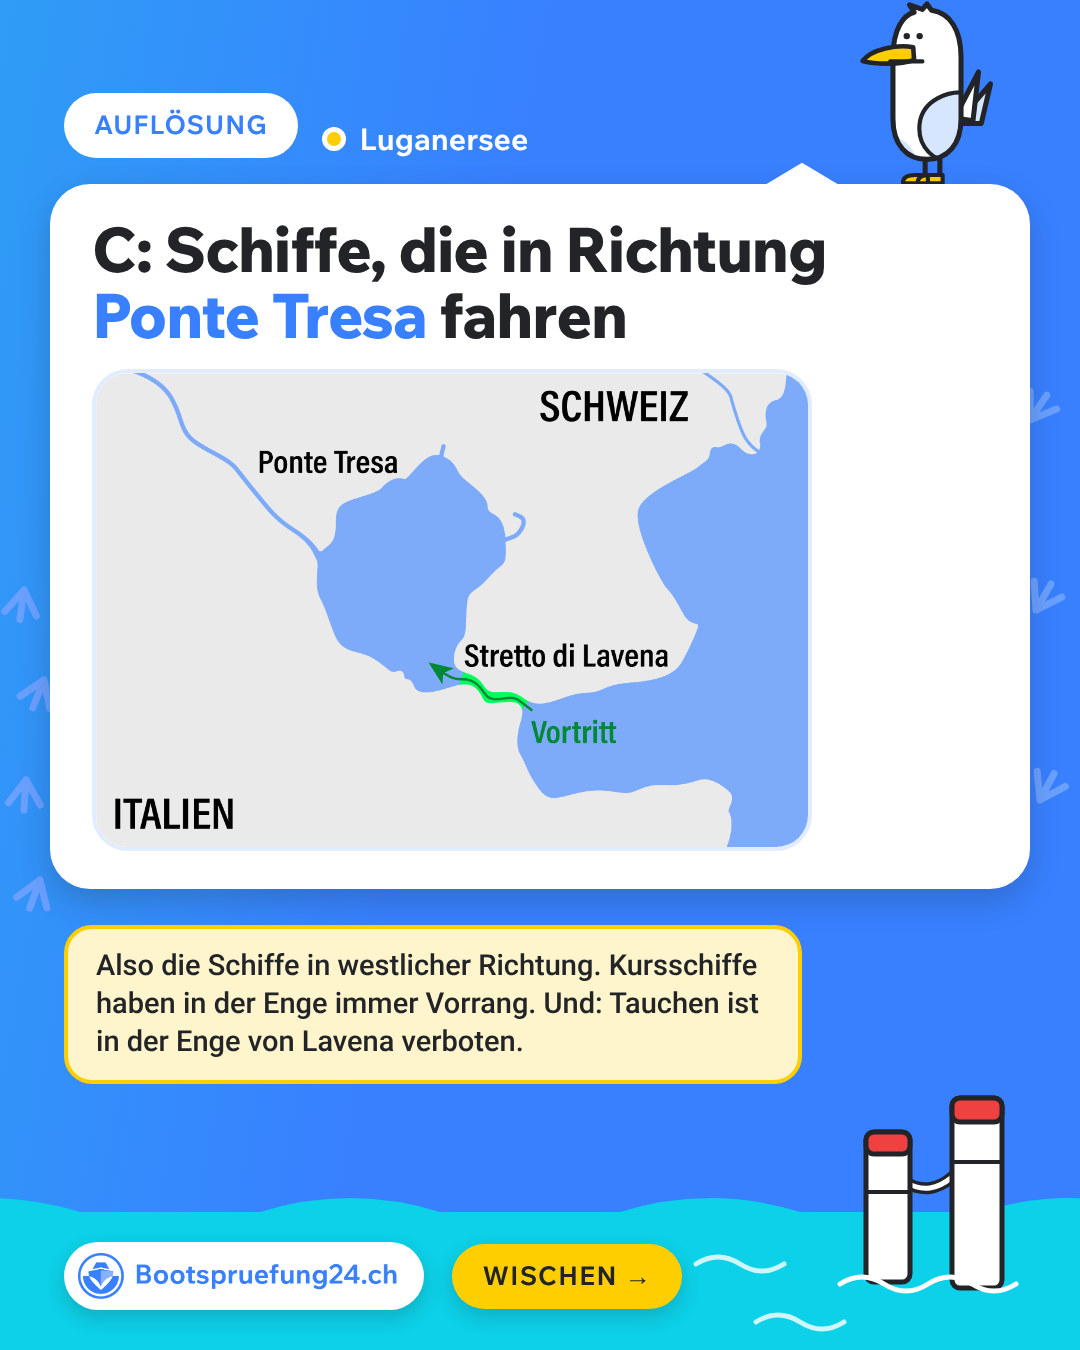 AUFLÖSUNG
Luganersee
C: Schiffe, die in Richtung
Ponte Tresa fahren
SCHWEIZ
Ponte Tresa
Stretto di Lavena
Vortritt
ITALIEN
Also die Schiffe in westlicher Richtung. Kursschiffe
haben in der Enge immer Vorrang. Und: Tauchen ist
in der Enge von Lavena verboten.
Bootspruefung24.ch
WISCHEN →